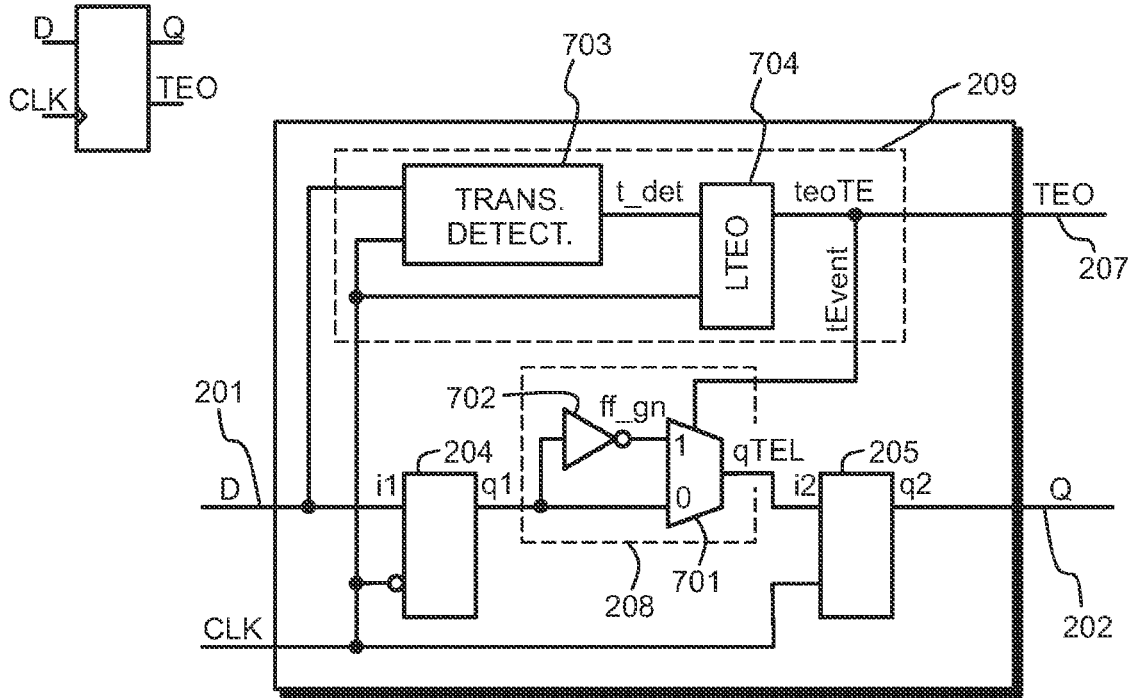 D
Q
CLK
TEO
703
704
209
TRANS.
DETECT.
t_det
LTEO
teoTE
TEO
207
tEvent
201
702
ff_gn
1
0
qTEL
D
i1
204
q1
i2
205
q2
Q
208
701
202
CLK